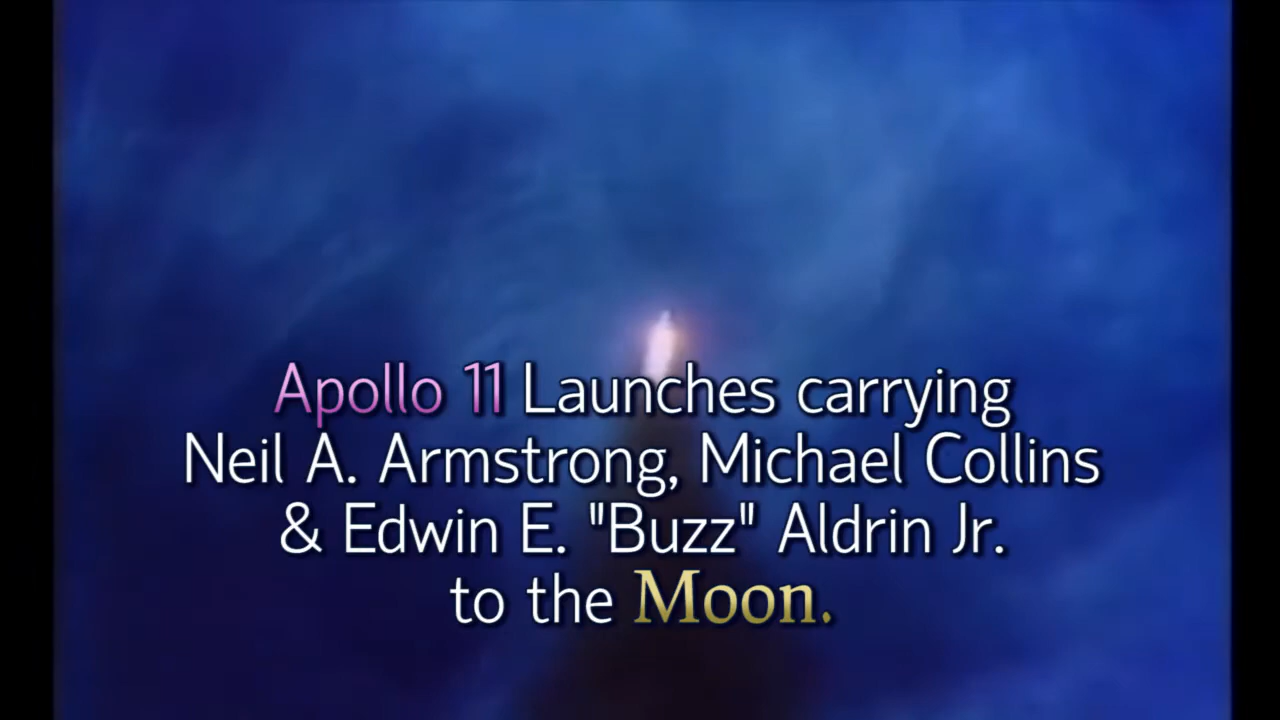 Apollo 11 Launches carrying
Neil A. Armstrong, Michael Collins
& Edwin E. "Buzz" Aldrin Jr.
to the Moon.